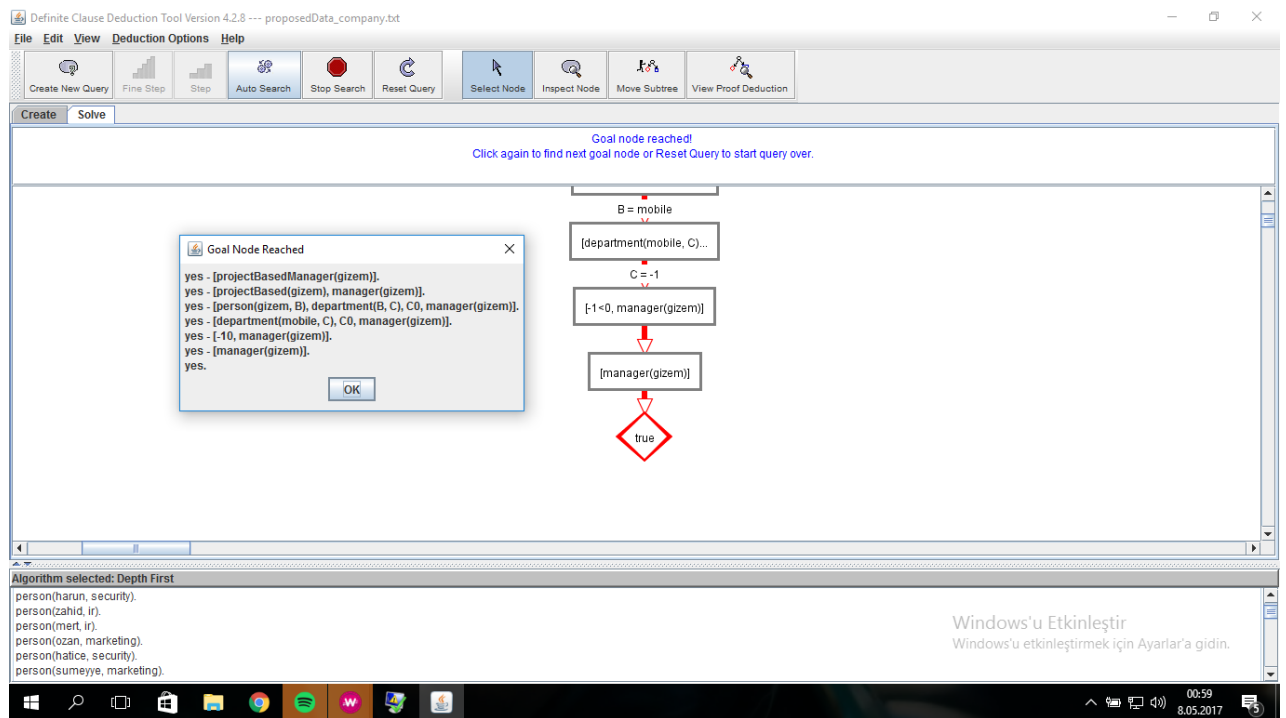 Definite Clause Deduction Tool Version 4.2.8 --- proposedData_company.txt
File Edit View Deduction Options Help
Create New Query Fine Step Step Auto Search Stop Search Reset Query Select Node Inspect Node Move Subtree View Proof Deduction
Create Solve
Goal node reached!
Click again to find next goal node or Reset Query to start query over.
B = mobile
[department(mobile, C)...
C = -1
[-1<0, manager(gizem)]
[manager(gizem)]
true
Goal Node Reached
yes - [projectBasedManager(gizem)].
yes - [projectBased(gizem), manager(gizem)].
yes - [person(gizem, B), department(B, C), C0, manager(gizem)].
yes - [department(mobile, C), C0, manager(gizem)].
yes - [-10, manager(gizem)].
yes - [manager(gizem)].
yes.
OK
Algorithm selected: Depth First
person(harun, security).
person(zahid, ir).
person(mert, ir).
person(ozan, marketing).
person(hatice, security).
person(sumeyye, marketing).
Windows'u Etkinleştir
Windows'u etkinleştirmek için Ayarlar'a gidin.
00:59
8.05.2017
5